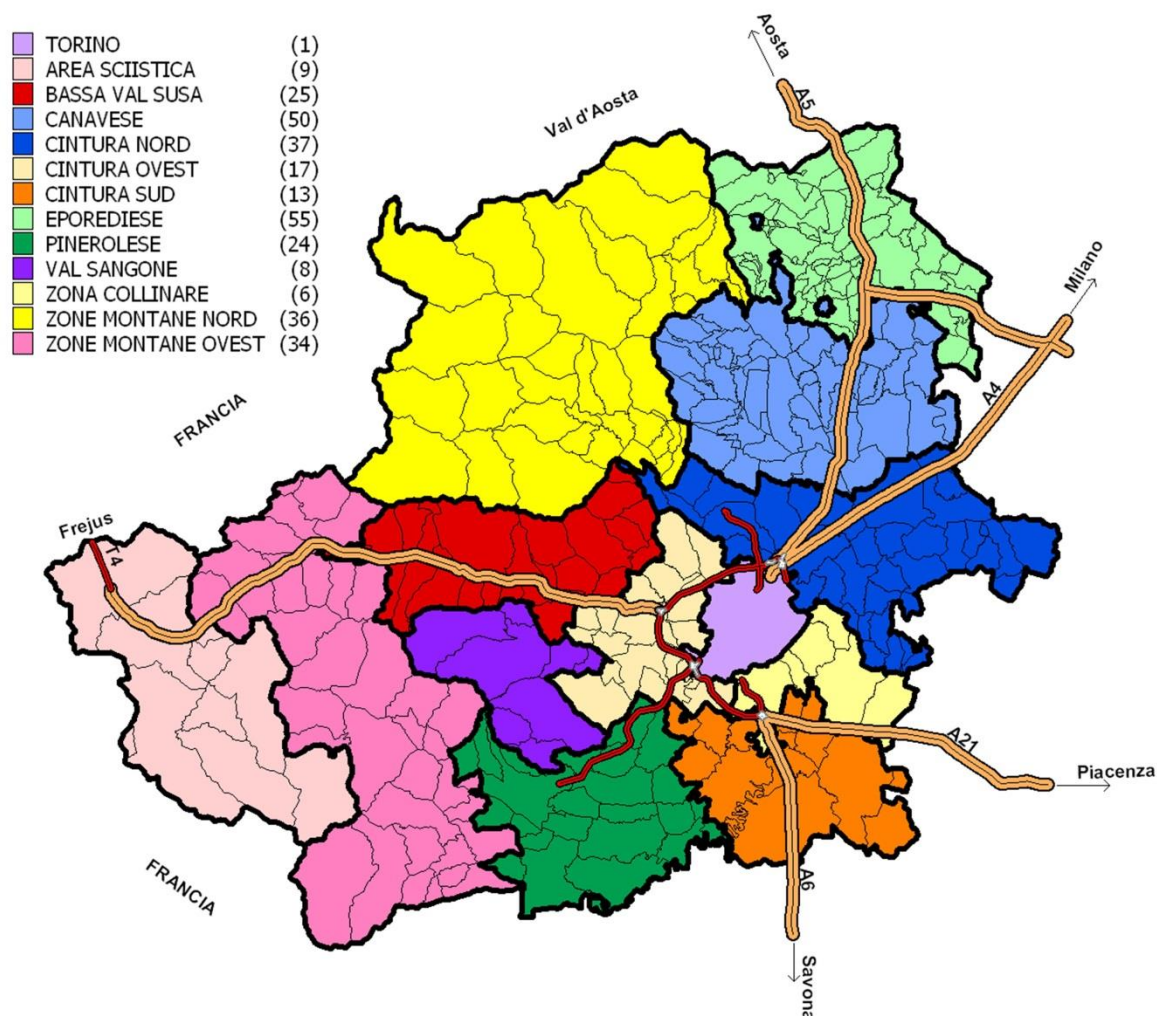 TORINO (1)
AREA SCIISTICA (9)
BASSA VAL SUSA (25)
CANAVESE (50)
CINTURA NORD (37)
CINTURA OVEST (17)
CINTURA SUD (13)
EPOREDIESE (55)
PINEROLESE (24)
VAL SANGONE (8)
ZONA COLLINARE (6)
ZONE MONTANE NORD (36)
ZONE MONTANE OVEST (34)
Aosta
A5
Val d'Aosta
Milano
A4
FRANCIA
Frejus
T4
A21
Piacenza
FRANCIA
A6
Savona